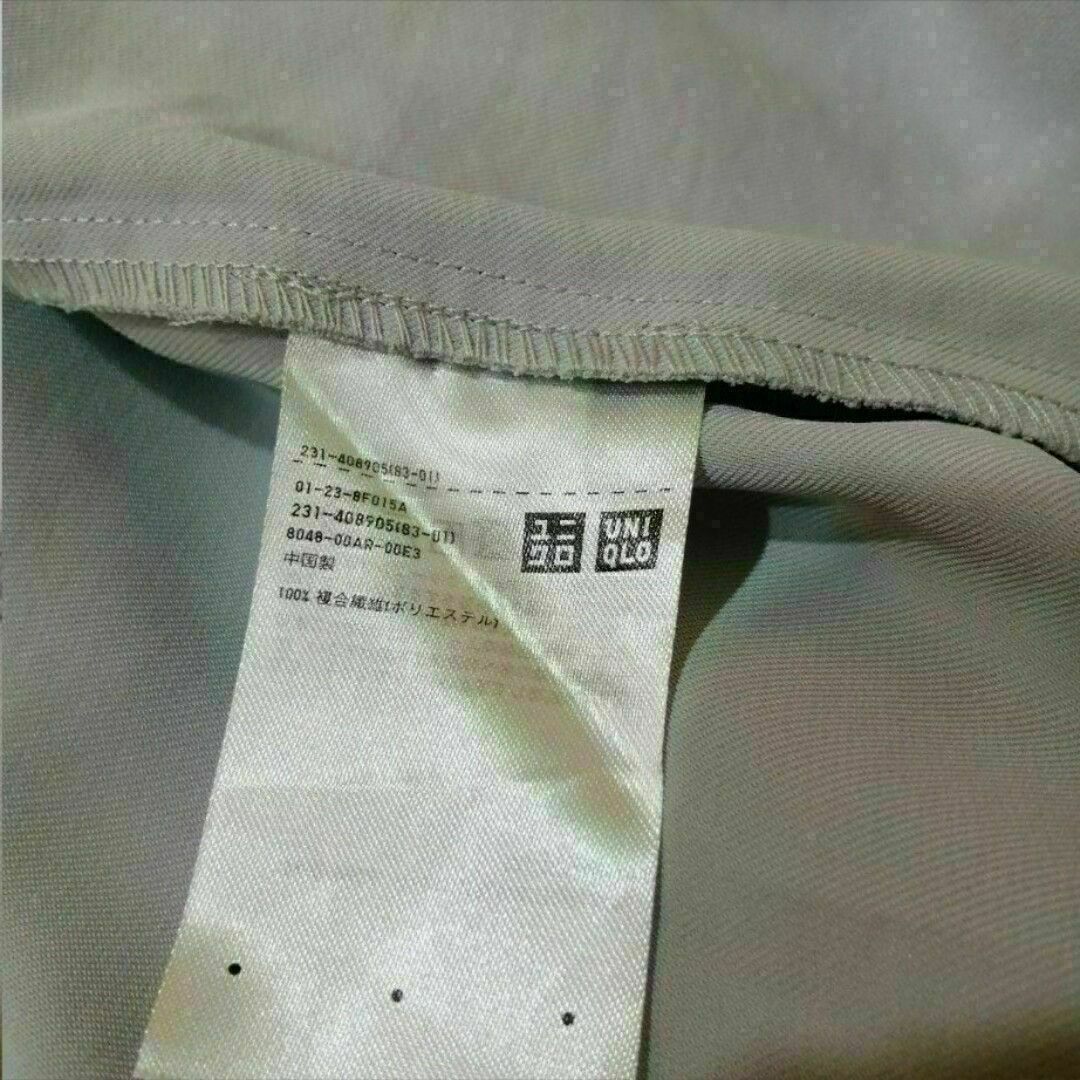 231-408905(83-01)
01-23-8F015A
231-408905(83-01)
8048-00AR-00E3
中国製
100% 複合繊維(ポリエステル)
ユニ
クロ
UNI
QLO